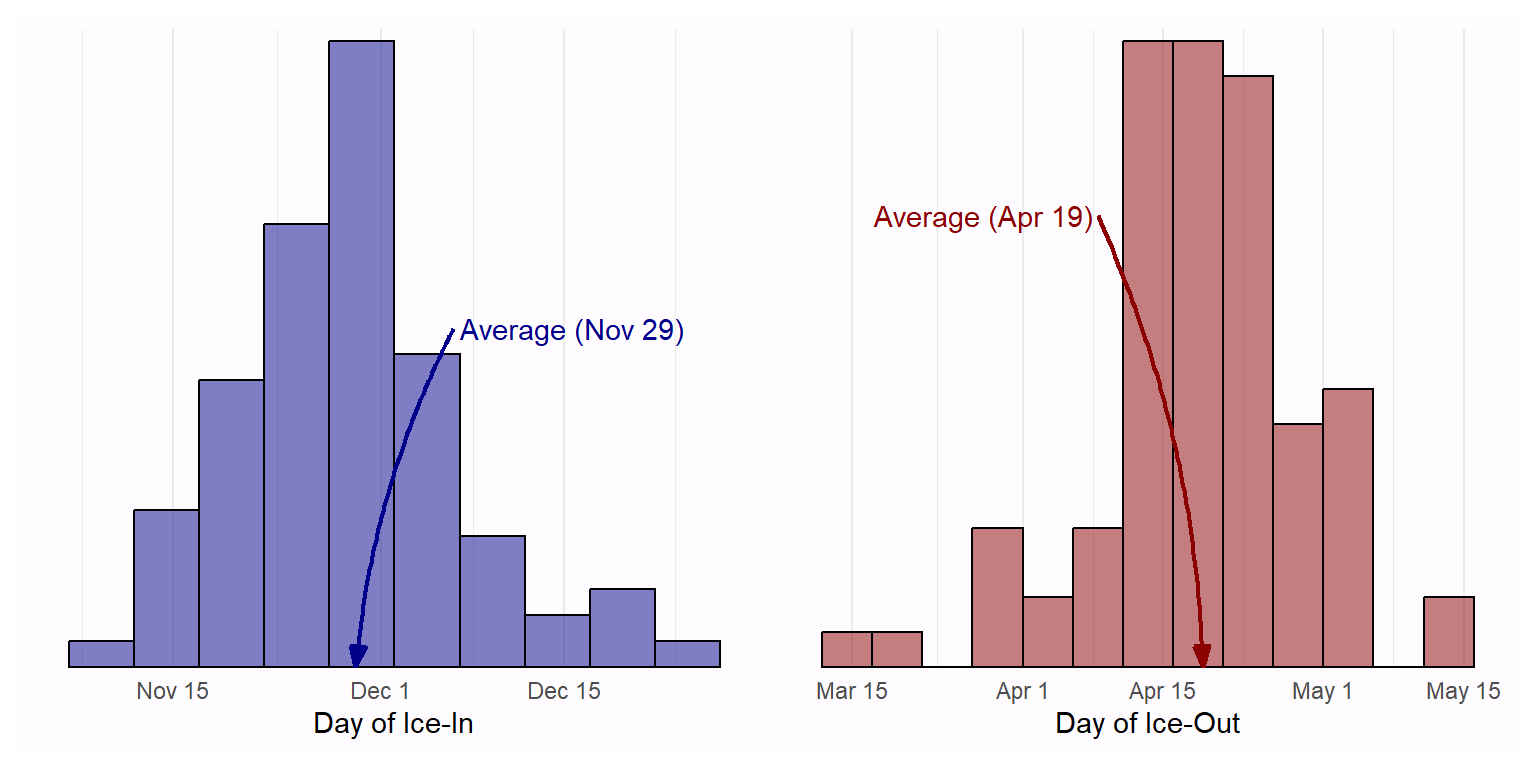 Average (Nov 29)
Nov 15 Dec 1 Dec 15
Day of Ice-In
Average (Apr 19)
Mar 15 Apr 1 Apr 15 May 1 May 15
Day of Ice-Out